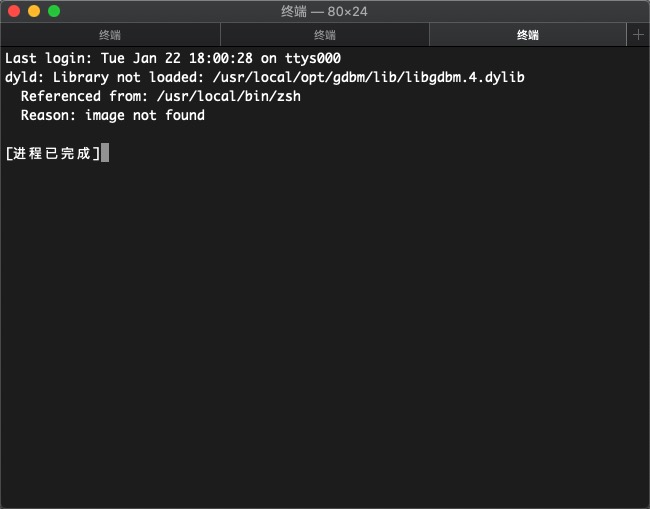 终端 — 80×24
终端
终端
终端
Last login: Tue Jan 22 18:00:28 on ttys000
dyld: Library not loaded: /usr/local/opt/gdbm/lib/libgdbm.4.dylib
  Referenced from: /usr/local/bin/zsh
  Reason: image not found
[进程已完成]